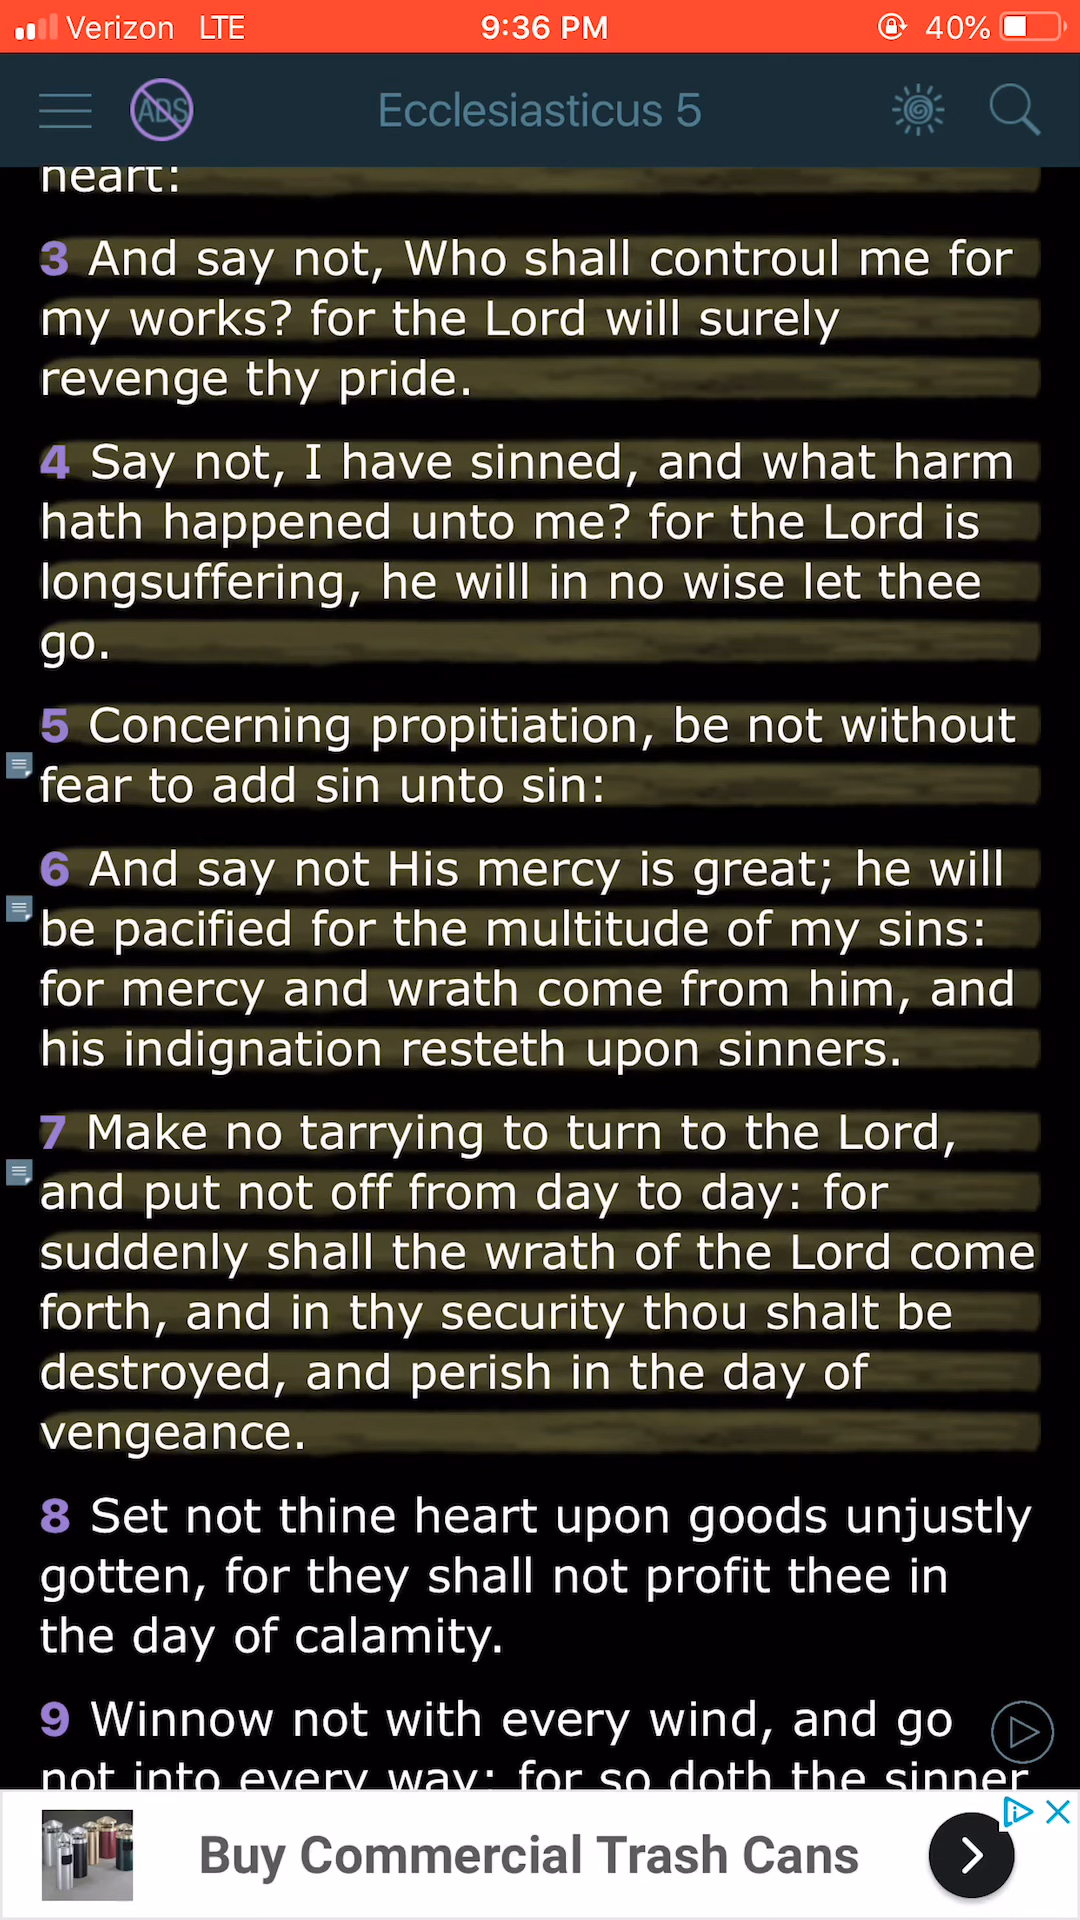 Verizon LTE 9:36 PM 40%
ADS Ecclesiasticus 5
heart:
3 And say not, Who shall controul me for
my works? for the Lord will surely
revenge thy pride.
4 Say not, I have sinned, and what harm
hath happened unto me? for the Lord is
longsuffering, he will in no wise let thee
go.
5 Concerning propitiation, be not without
fear to add sin unto sin:
6 And say not His mercy is great; he will
be pacified for the multitude of my sins:
for mercy and wrath come from him, and
his indignation resteth upon sinners.
7 Make no tarrying to turn to the Lord,
and put not off from day to day: for
suddenly shall the wrath of the Lord come
forth, and in thy security thou shalt be
destroyed, and perish in the day of
vengeance.
8 Set not thine heart upon goods unjustly
gotten, for they shall not profit thee in
the day of calamity.
9 Winnow not with every wind, and go
not into every way: for so doth the sinner
Buy Commercial Trash Cans